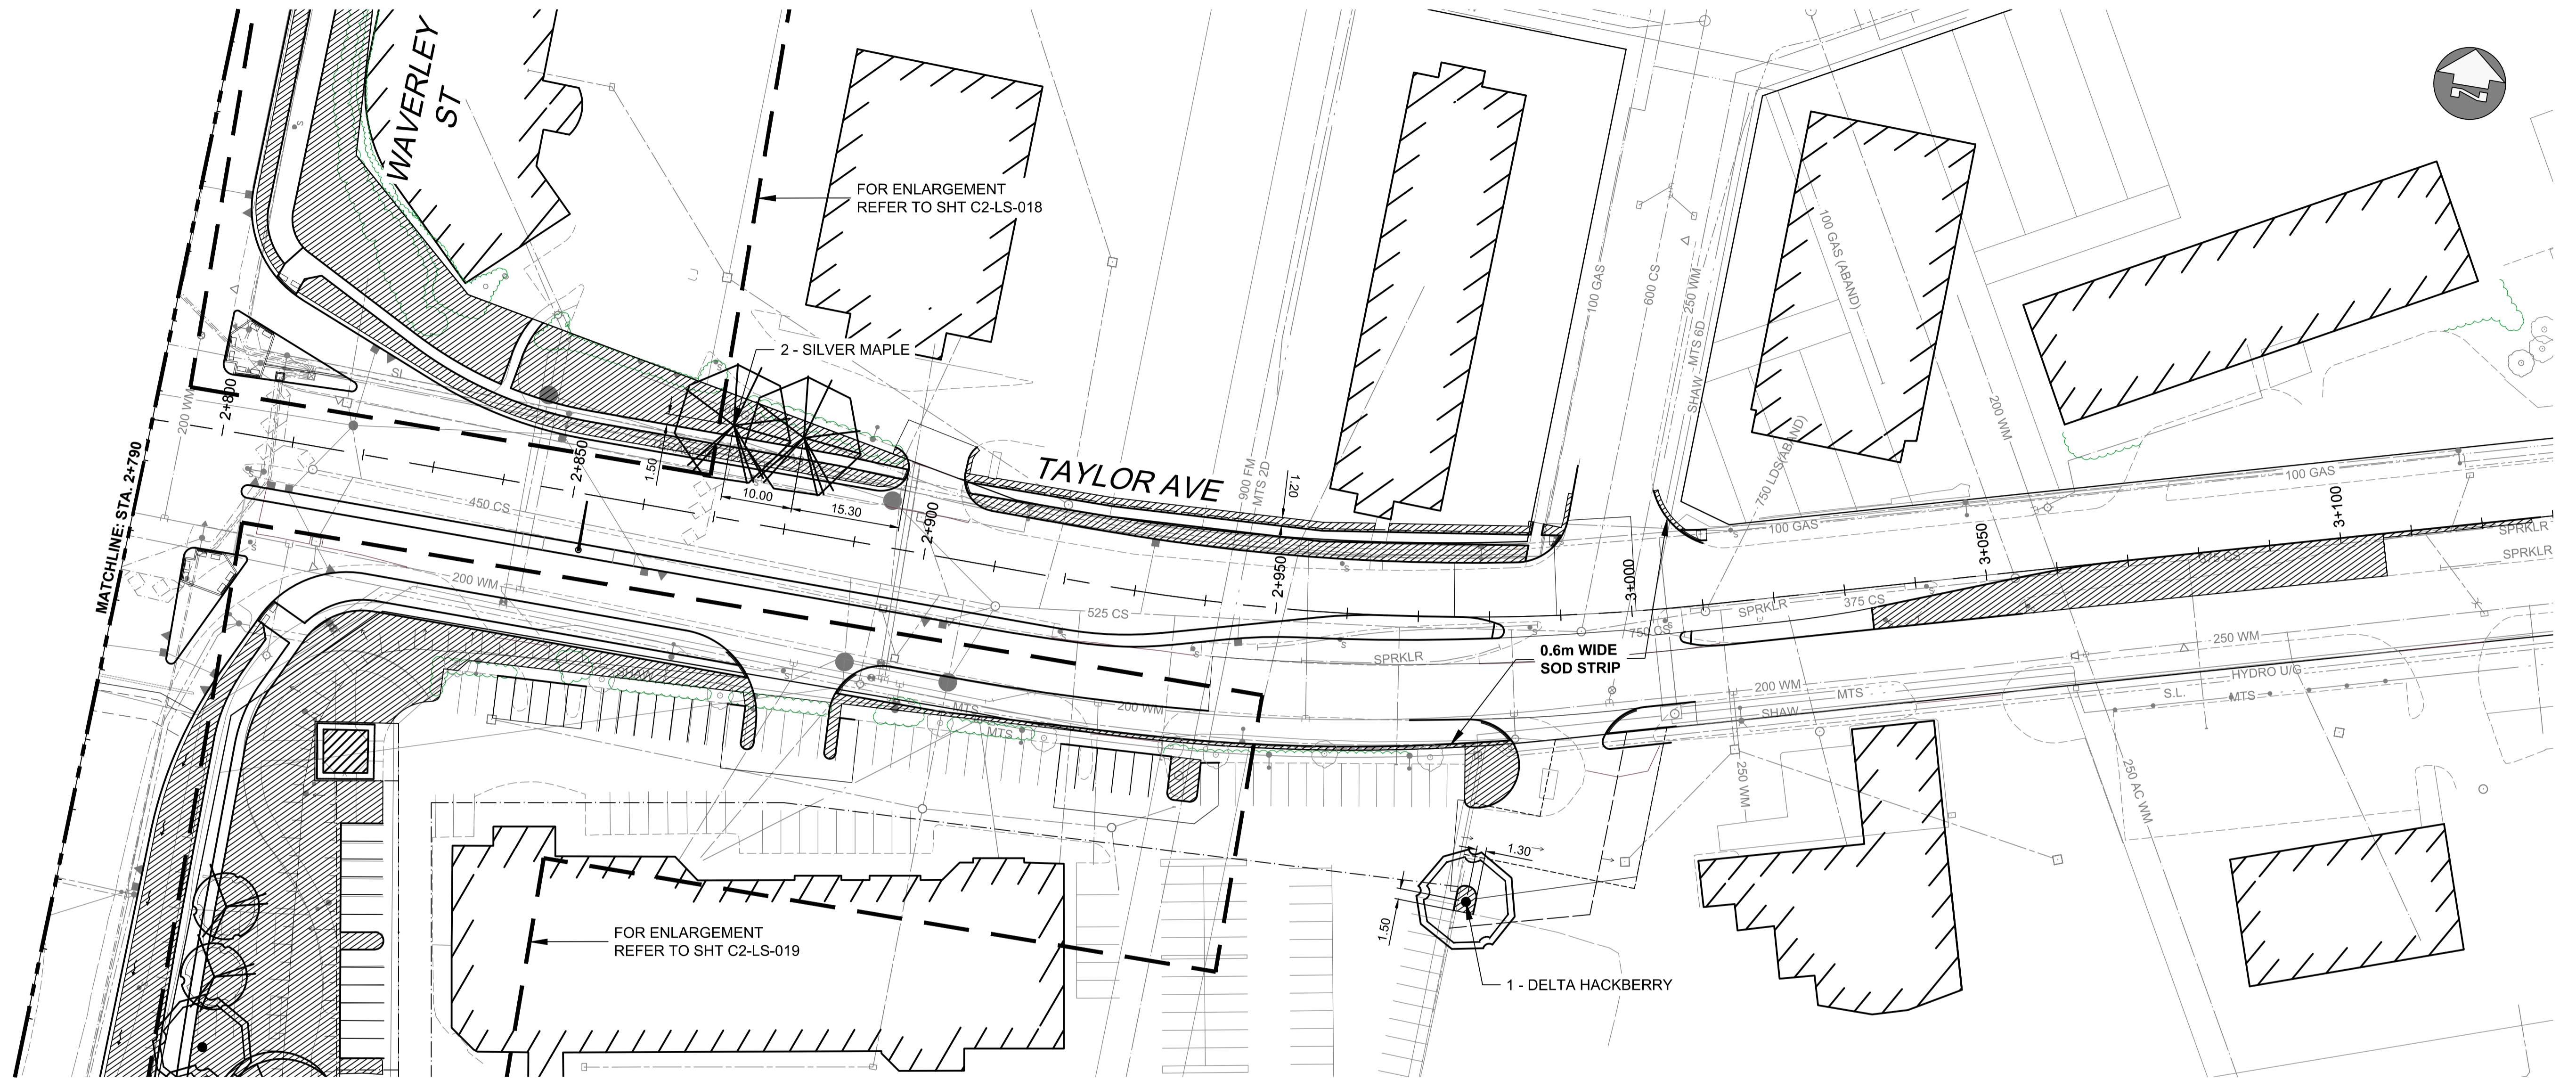 WAVERLEY
ST
FOR ENLARGEMENT
REFER TO SHT C2-LS-018
2 - SILVER MAPLE
TAYLOR AVE
MATCHLINE: STA. 2+790
200 WM
2+800
SL
2+850
1.50
10.00
15.30
2+900
450 CS
900 FM
MTS 2D
1.20
2+950
100 GAS
600 CS
250 WM
SHAW - MTS 6D
100 GAS (ABAND)
750 LDS(ABAND)
200 WM
100 GAS
100 GAS
3+000
3+050
3+100
SPRKLR
SPRKLR
375 CS
SPRKLR
375 CS
750 CS
525 CS
SPRKLR
0.6m WIDE
SOD STRIP
200 WM
SHAW
MTS
MTS
200 WM
200 WM
MTS
SHAW
250 WM
HYDRO U/G
S.L.
MTS
250 WM
250 AC WM
1.30
1.50
1 - DELTA HACKBERRY
FOR ENLARGEMENT
REFER TO SHT C2-LS-019